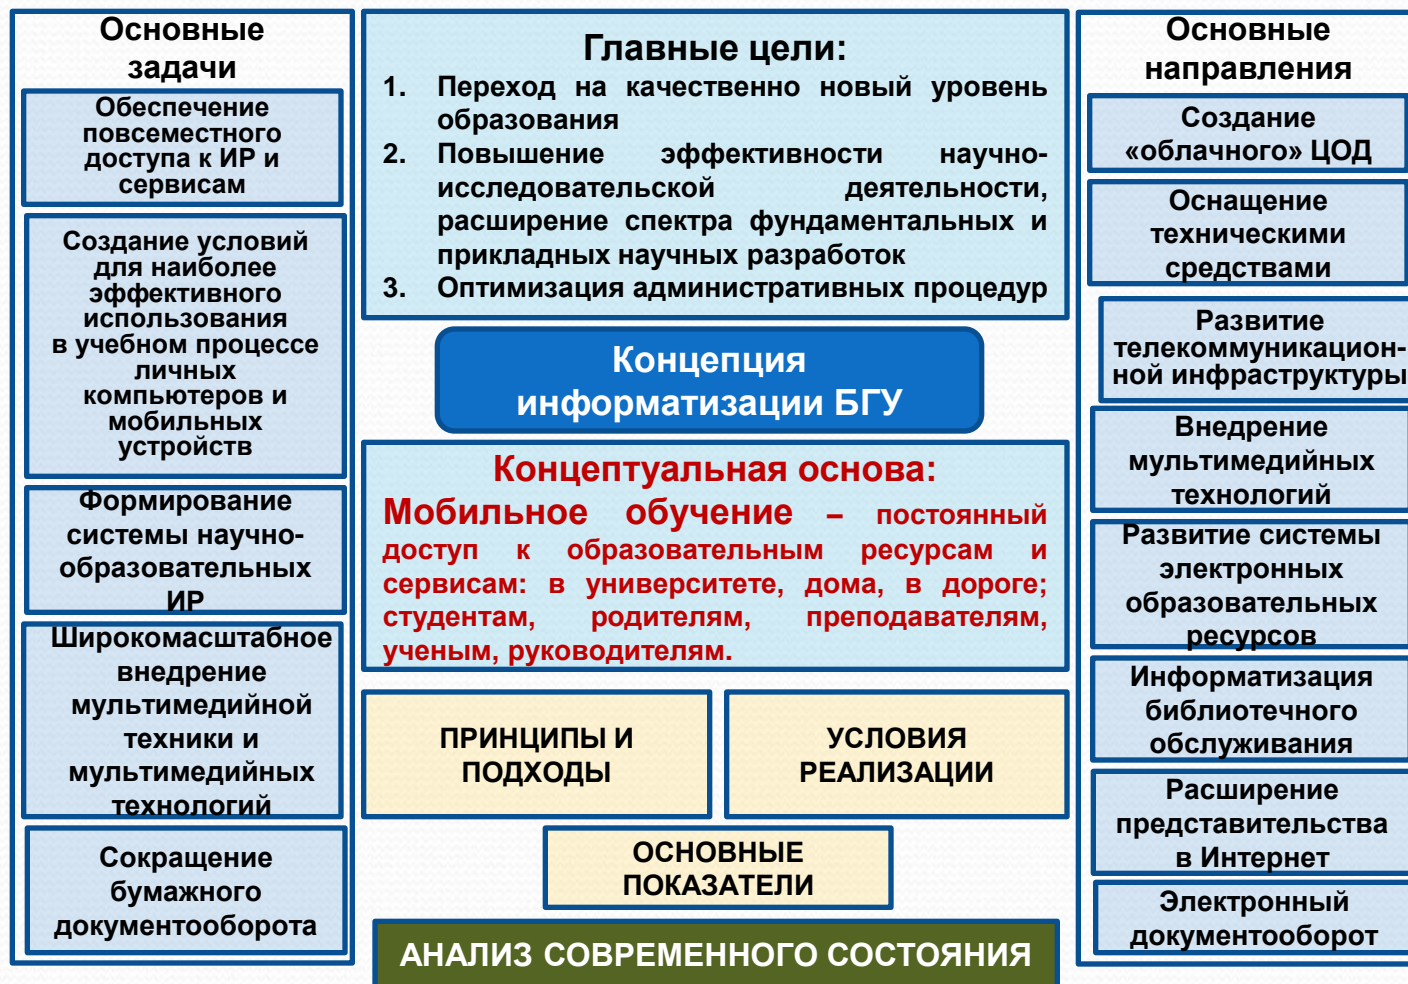 Основные
задачи
Обеспечение
повсеместного
доступа к ИР и
сервисам
Создание условий
для наиболее
эффективного
использования
в учебном процессе
личных
компьютеров и
мобильных
устройств
Формирование
системы научно-
образовательных
ИР
Широкомасштабное
внедрение
мультимедийной
техники и
мультимедийных
технологий
Сокращение
бумажного
документооборота
Главные цели:
1. Переход на качественно новый уровень
образования
2. Повышение эффективности научно-
исследовательской деятельности,
расширение спектра фундаментальных и
прикладных научных разработок
3. Оптимизация административных процедур
Концепция
информатизации БГУ
Концептуальная основа:
Мобильное обучение – постоянный
доступ к образовательным ресурсам и
сервисам: в университете, дома, в дороге;
студентам, родителям, преподавателям,
ученым, руководителям.
ПРИНЦИПЫ И
ПОДХОДЫ
УСЛОВИЯ
РЕАЛИЗАЦИИ
ОСНОВНЫЕ
ПОКАЗАТЕЛИ
АНАЛИЗ СОВРЕМЕННОГО СОСТОЯНИЯ
Основные
направления
Создание
«облачного» ЦОД
Оснащение
техническими
средствами
Развитие
телекоммуникацион-
ной инфраструктуры
Внедрение
мультимедийных
технологий
Развитие системы
электронных
образовательных
ресурсов
Информатизация
библиотечного
обслуживания
Расширение
представительства
в Интернет
Электронный
документооборот